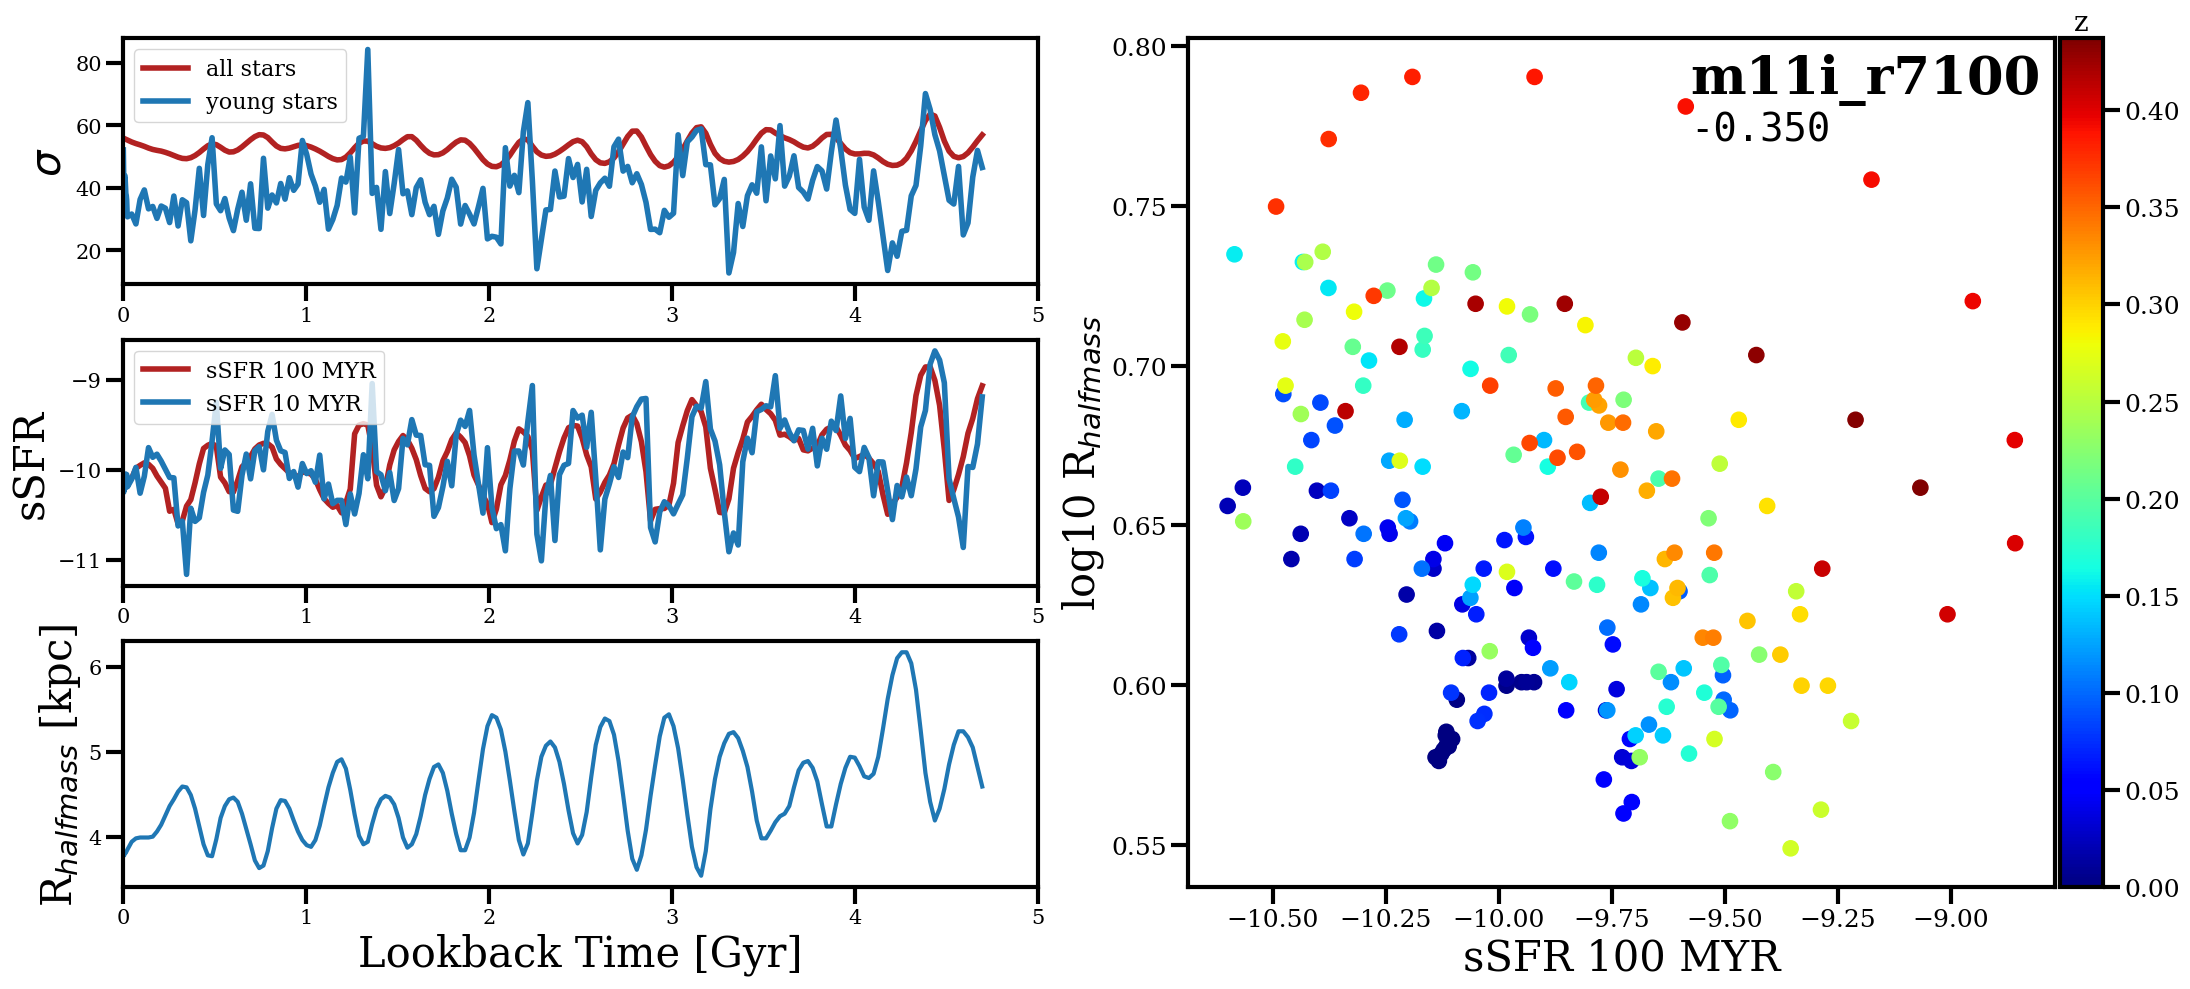 80
60
40
20
σ
all stars
young stars
0 1 2 3 4 5
−9
−10
−11
sSFR
sSFR 100 MYR
sSFR 10 MYR
0 1 2 3 4 5
6
5
4
R_halfmass [kpc]
0 1 2 3 4 5
Lookback Time [Gyr]
0.80
0.75
0.70
0.65
0.60
0.55
log10 R_halfmass
m11i_r7100
-0.350
−10.50 −10.25 −10.00 −9.75 −9.50 −9.25 −9.00
sSFR 100 MYR
z
0.40
0.35
0.30
0.25
0.20
0.15
0.10
0.05
0.00